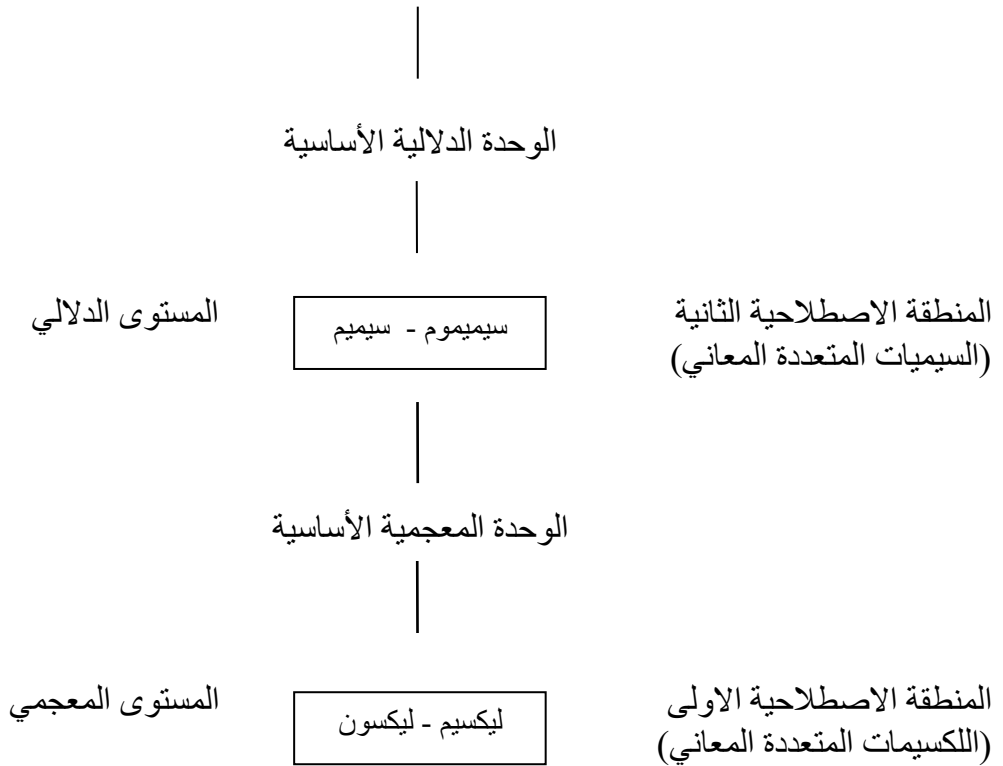 الوحدة الدلالية الأساسية
المنطقة الاصطلاحية الثانية
(السيميات المتعددة المعاني)
سيميموم - سيميم
المستوى الدلالي
الوحدة المعجمية الأساسية
المنطقة الاصطلاحية الاولى
(اللكسيمات المتعددة المعاني)
ليكسيم - ليكسون
المستوى المعجمي